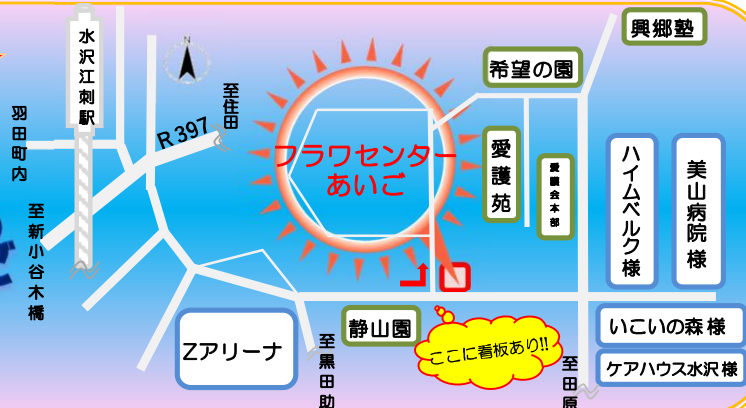 水沢江刺駅
N
興郷塾
希望の園
至住田
羽田町内
R397
フラワセンター
あいご
愛護苑
愛護会本部
ハイムベルク様
美山病院様
至新小谷木橋
静山園
Zアリーナ
ここに看板あり!!
いこいの森様
ケアハウス水沢様
至黒田助
至田原